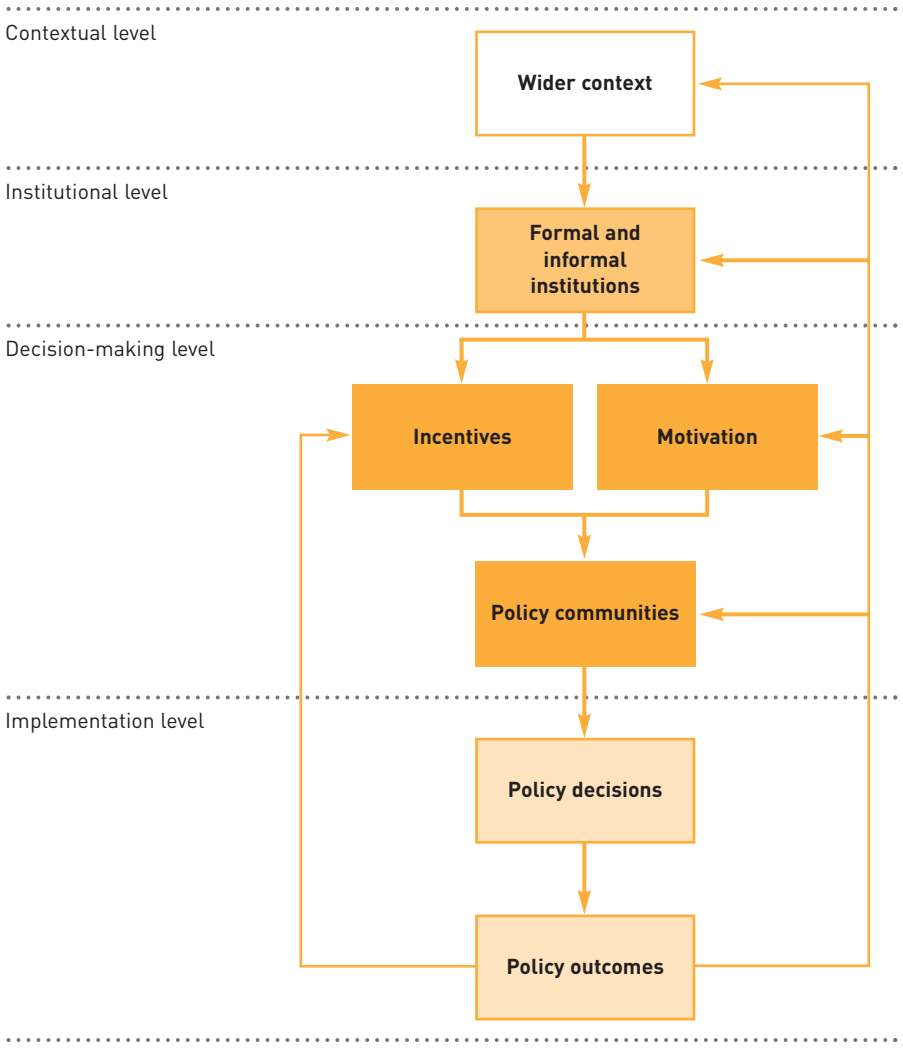 Contextual level
Wider context
Institutional level
Formal and
informal
institutions
Decision-making level
Incentives
Motivation
Policy communities
Implementation level
Policy decisions
Policy outcomes